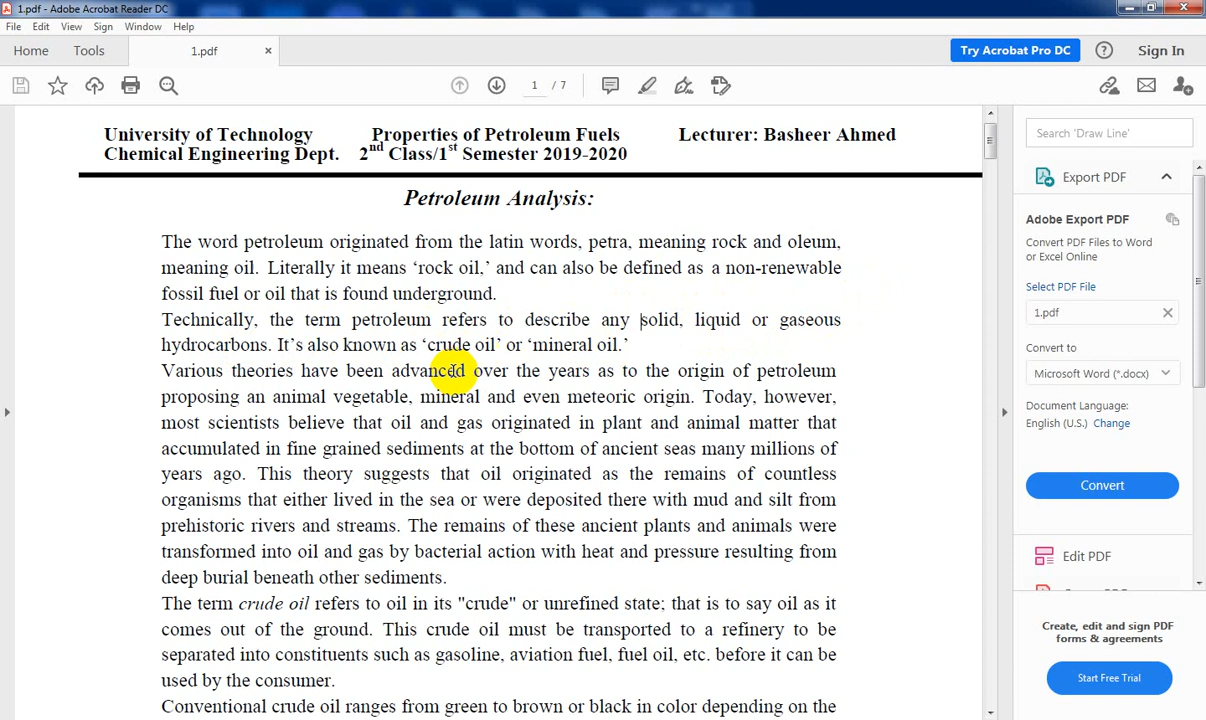 1.pdf - Adobe Acrobat Reader DC
File Edit View Sign Window Help
Home Tools 1.pdf × Try Acrobat Pro DC Sign In
1 / 7
Search 'Draw Line'
Export PDF
Adobe Export PDF
Convert PDF Files to Word
or Excel Online
Select PDF File
1.pdf
Convert to
Microsoft Word (*.docx)
Document Language:
English (U.S.) Change
Convert
Edit PDF
Create, edit and sign PDF
forms & agreements
Start Free Trial
University of Technology Properties of Petroleum Fuels Lecturer: Basheer Ahmed
Chemical Engineering Dept. 2nd Class/1st Semester 2019-2020
Petroleum Analysis:
The word petroleum originated from the latin words, petra, meaning rock and oleum,
meaning oil. Literally it means ‘rock oil,’ and can also be defined as a non-renewable
fossil fuel or oil that is found underground.
Technically, the term petroleum refers to describe any solid, liquid or gaseous
hydrocarbons. It’s also known as ‘crude oil’ or ‘mineral oil.’
Various theories have been advanced over the years as to the origin of petroleum
proposing an animal vegetable, mineral and even meteoric origin. Today, however,
most scientists believe that oil and gas originated in plant and animal matter that
accumulated in fine grained sediments at the bottom of ancient seas many millions of
years ago. This theory suggests that oil originated as the remains of countless
organisms that either lived in the sea or were deposited there with mud and silt from
prehistoric rivers and streams. The remains of these ancient plants and animals were
transformed into oil and gas by bacterial action with heat and pressure resulting from
deep burial beneath other sediments.
The term crude oil refers to oil in its "crude" or unrefined state; that is to say oil as it
comes out of the ground. This crude oil must be transported to a refinery to be
separated into constituents such as gasoline, aviation fuel, fuel oil, etc. before it can be
used by the consumer.
Conventional crude oil ranges from green to brown or black in color depending on the